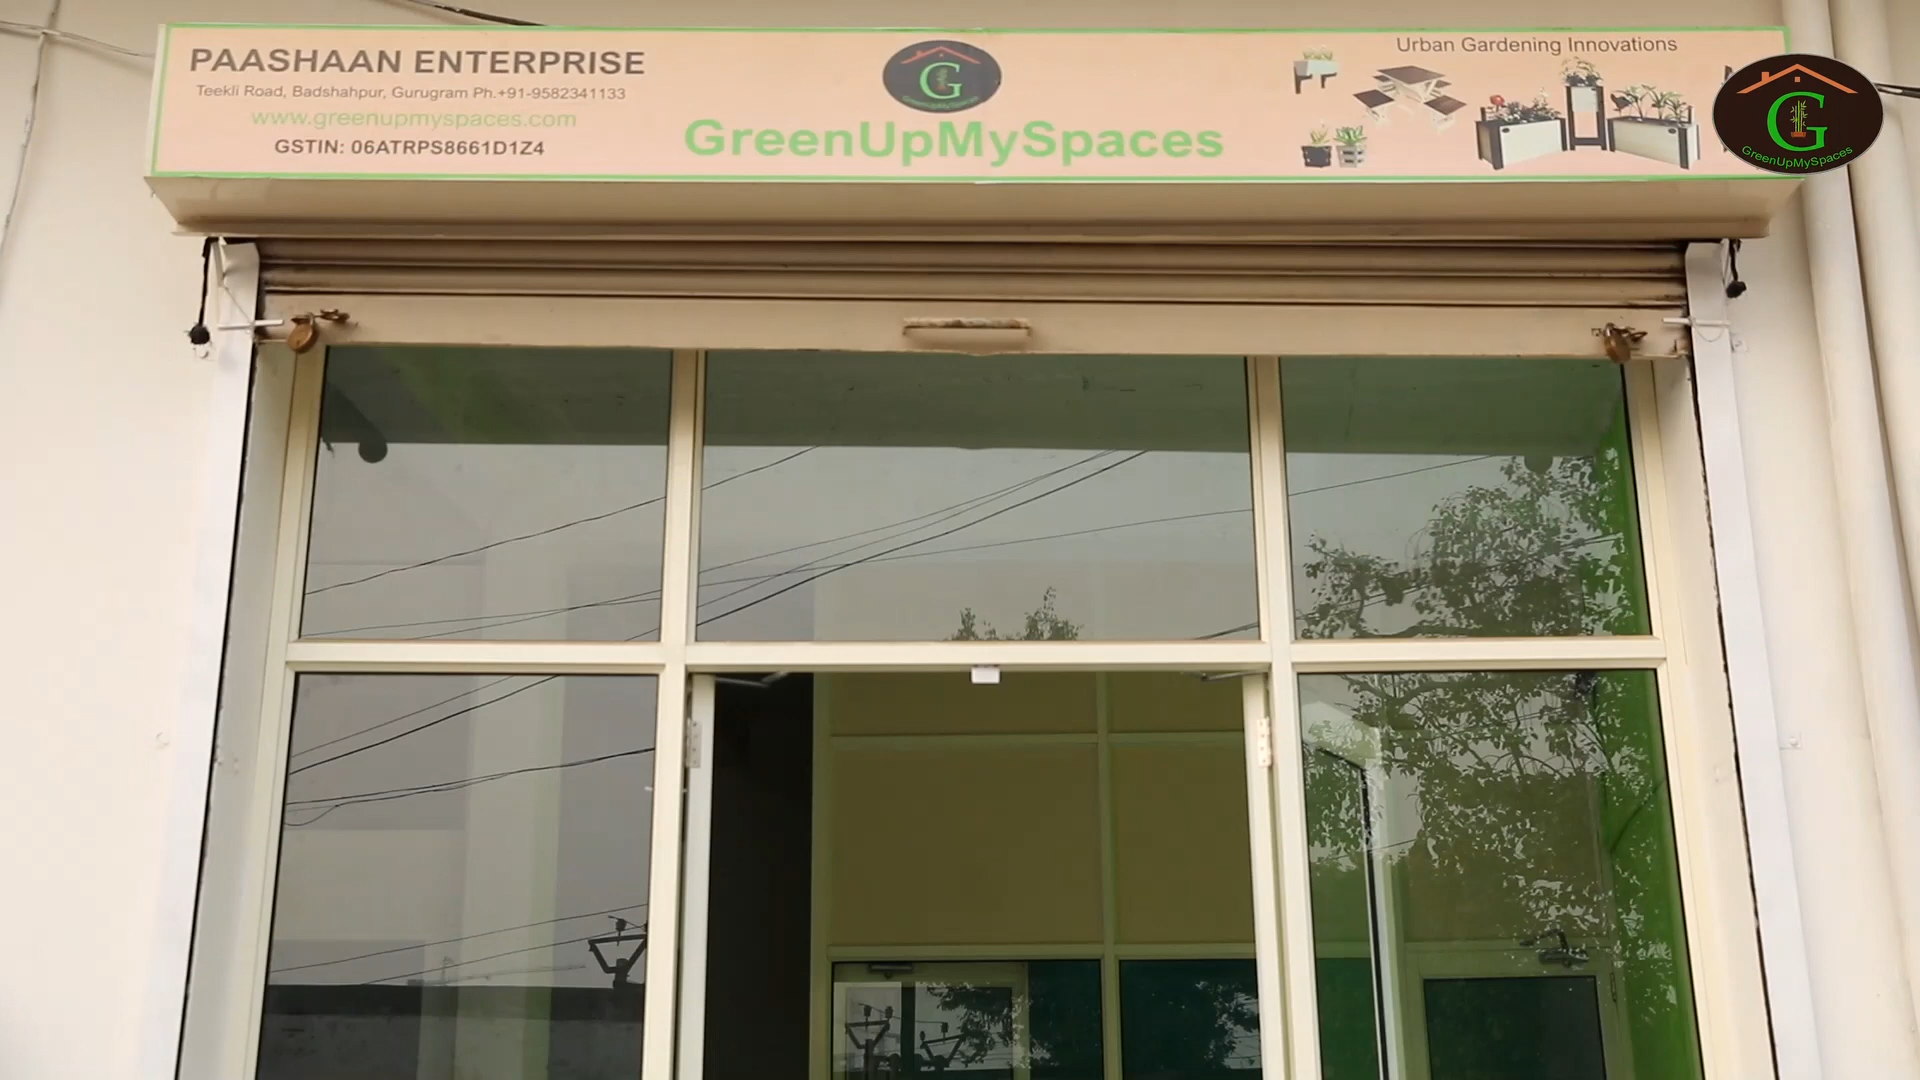 PAASHAAN ENTERPRISE
Teekli Road, Badshahpur, Gurugram Ph.+91-9582341133
www.greenupmyspaces.com
GSTIN: 06ATRPS8661D1Z4
G
GreenUpMySpaces
GreenUpMySpaces
Urban Gardening Innovations
G
GreenUpMySpaces